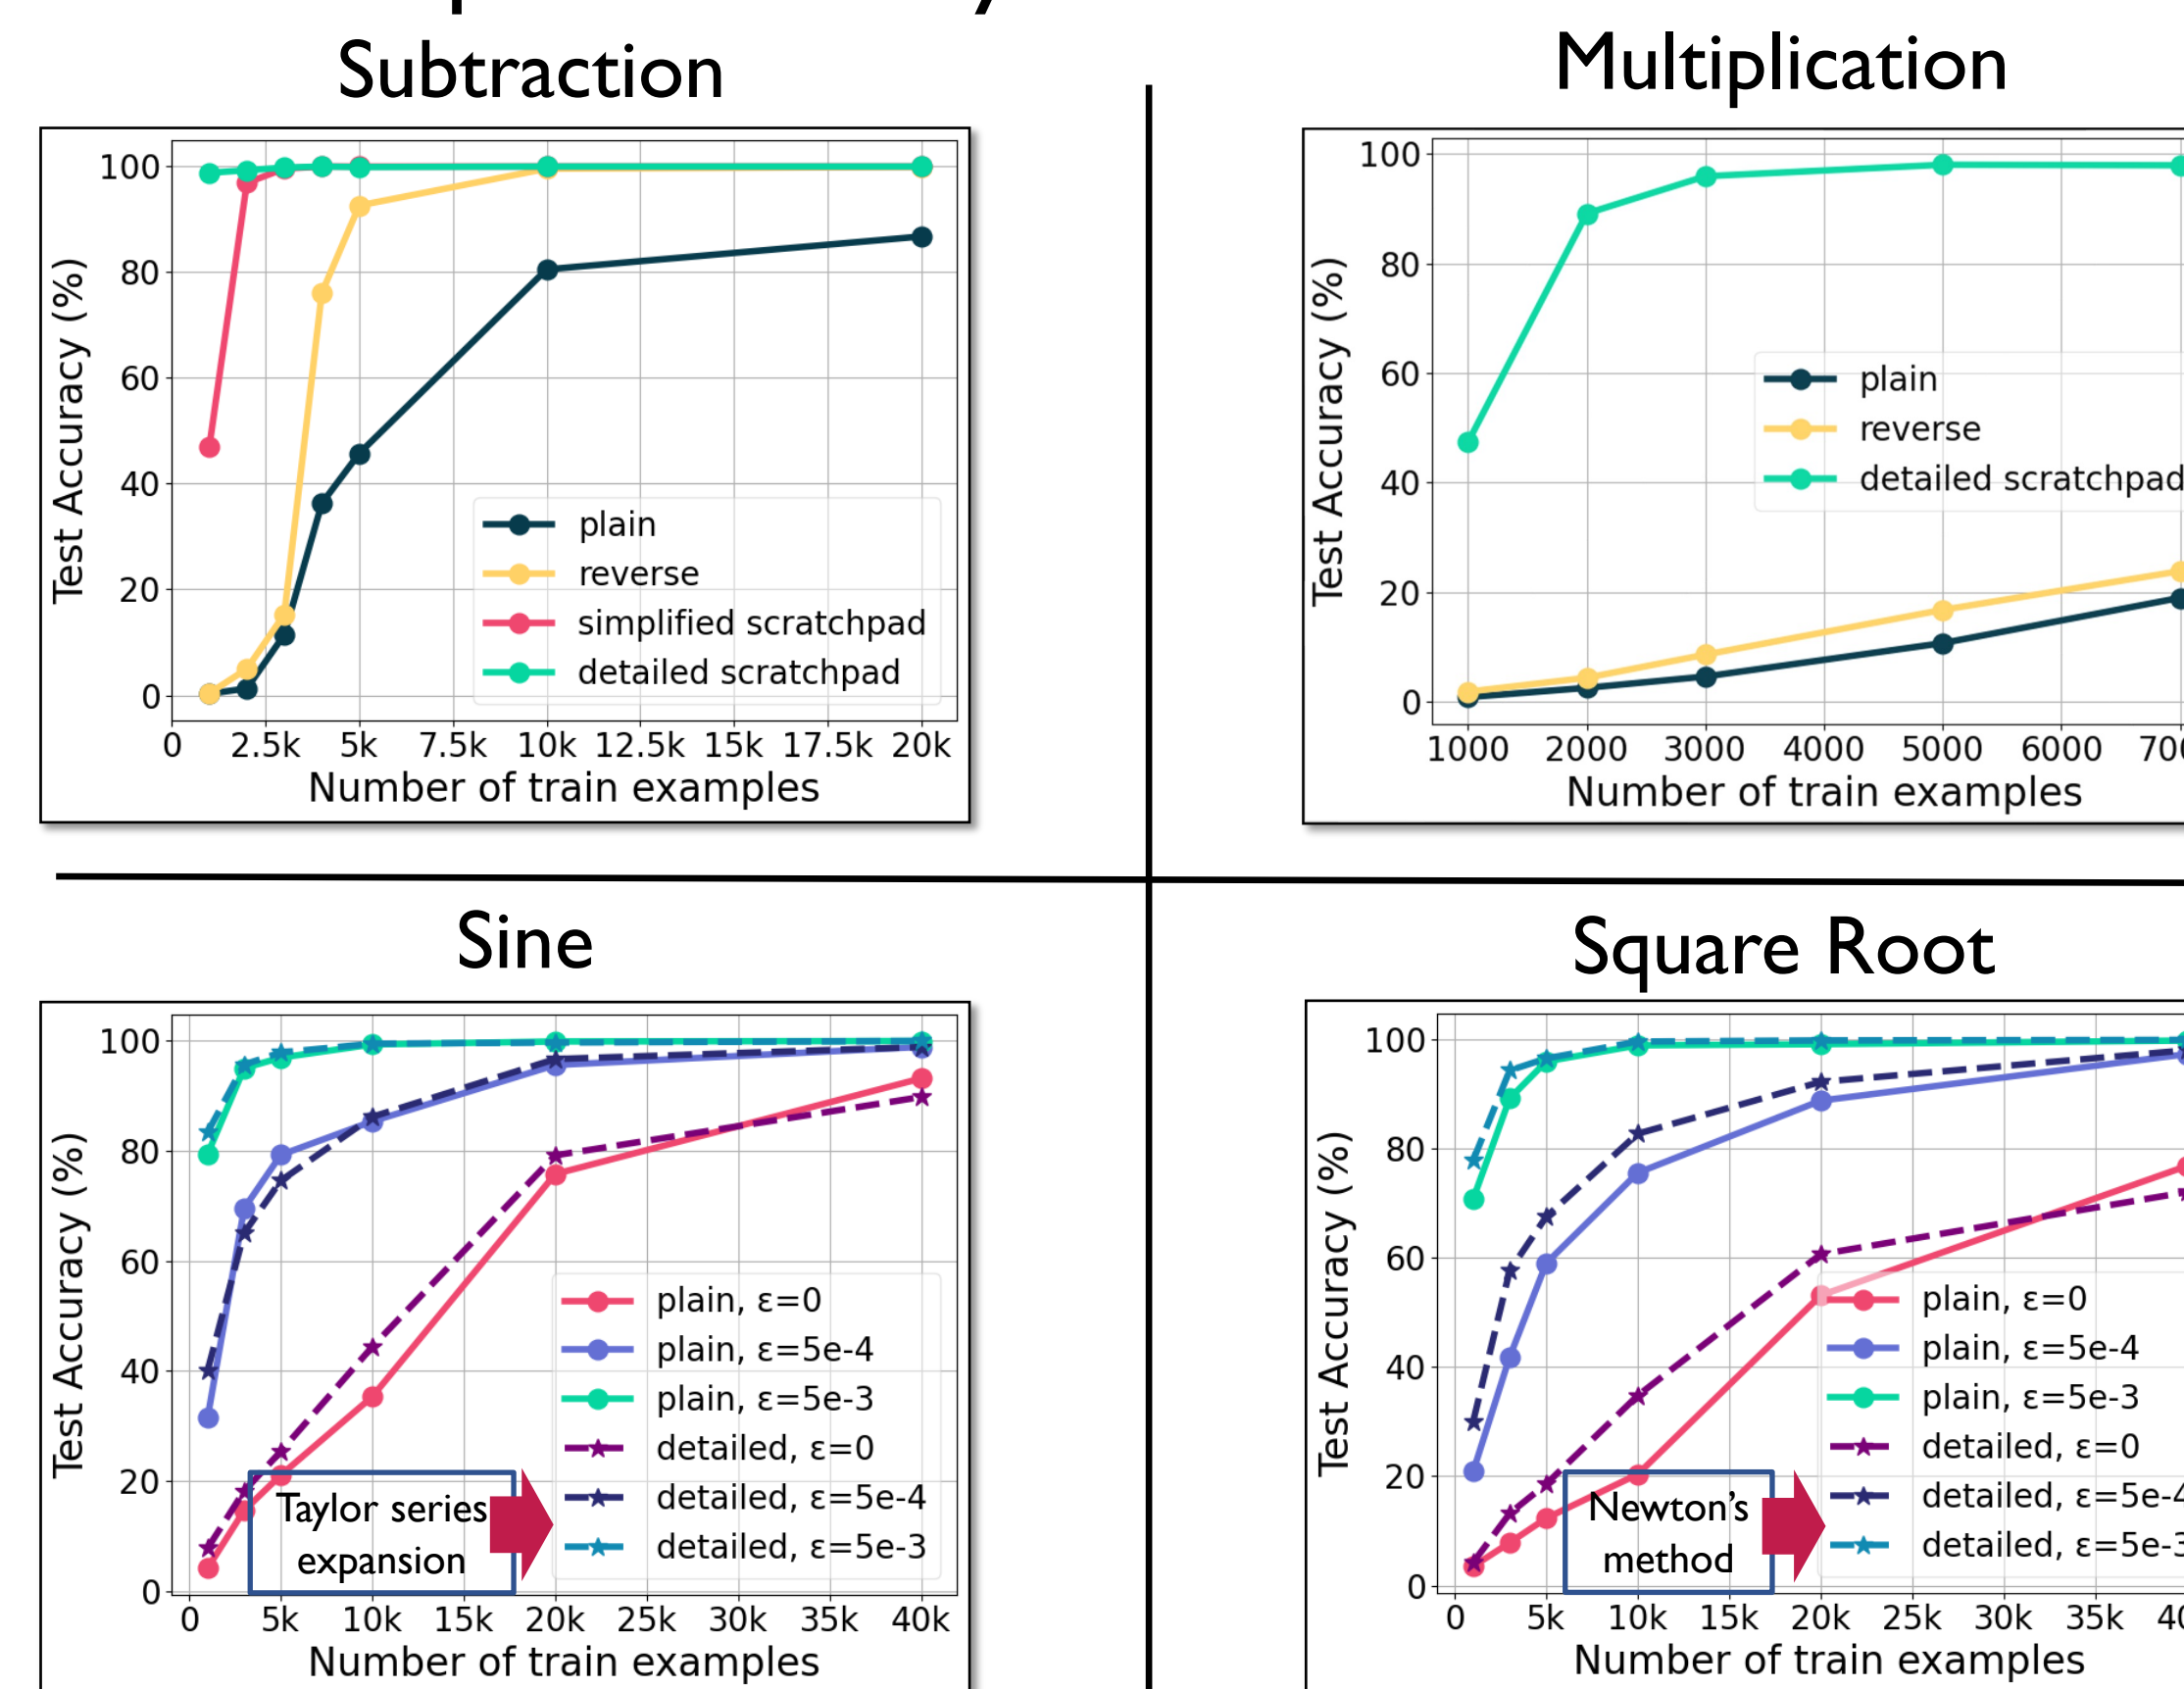 Subtraction
Multiplication
100
80
60
40
20
0
Test Accuracy (%)
plain
reverse
simplified scratchpad
detailed scratchpad
0 2.5k 5k 7.5k 10k 12.5k 15k 17.5k 20k
Number of train examples
100
80
60
40
20
0
Test Accuracy (%)
plain
reverse
detailed scratchpad
1000 2000 3000 4000 5000 6000
Number of train examples
Sine
Square Root
100
80
60
40
20
0
Test Accuracy (%)
plain, ε=0
plain, ε=5e-4
plain, ε=5e-3
detailed, ε=0
detailed, ε=5e-4
detailed, ε=5e-3
Taylor series
expansion
0 5k 10k 15k 20k 25k 30k 35k 40k
Number of train examples
100
80
60
40
20
0
Test Accuracy (%)
plain, ε=0
plain, ε=5e-4
plain, ε=5e-3
detailed, ε=0
detailed, ε=5e-4
detailed, ε=5e-3
Newton's
method
0 5k 10k 15k 20k 25k 30k 35k
Number of train examples